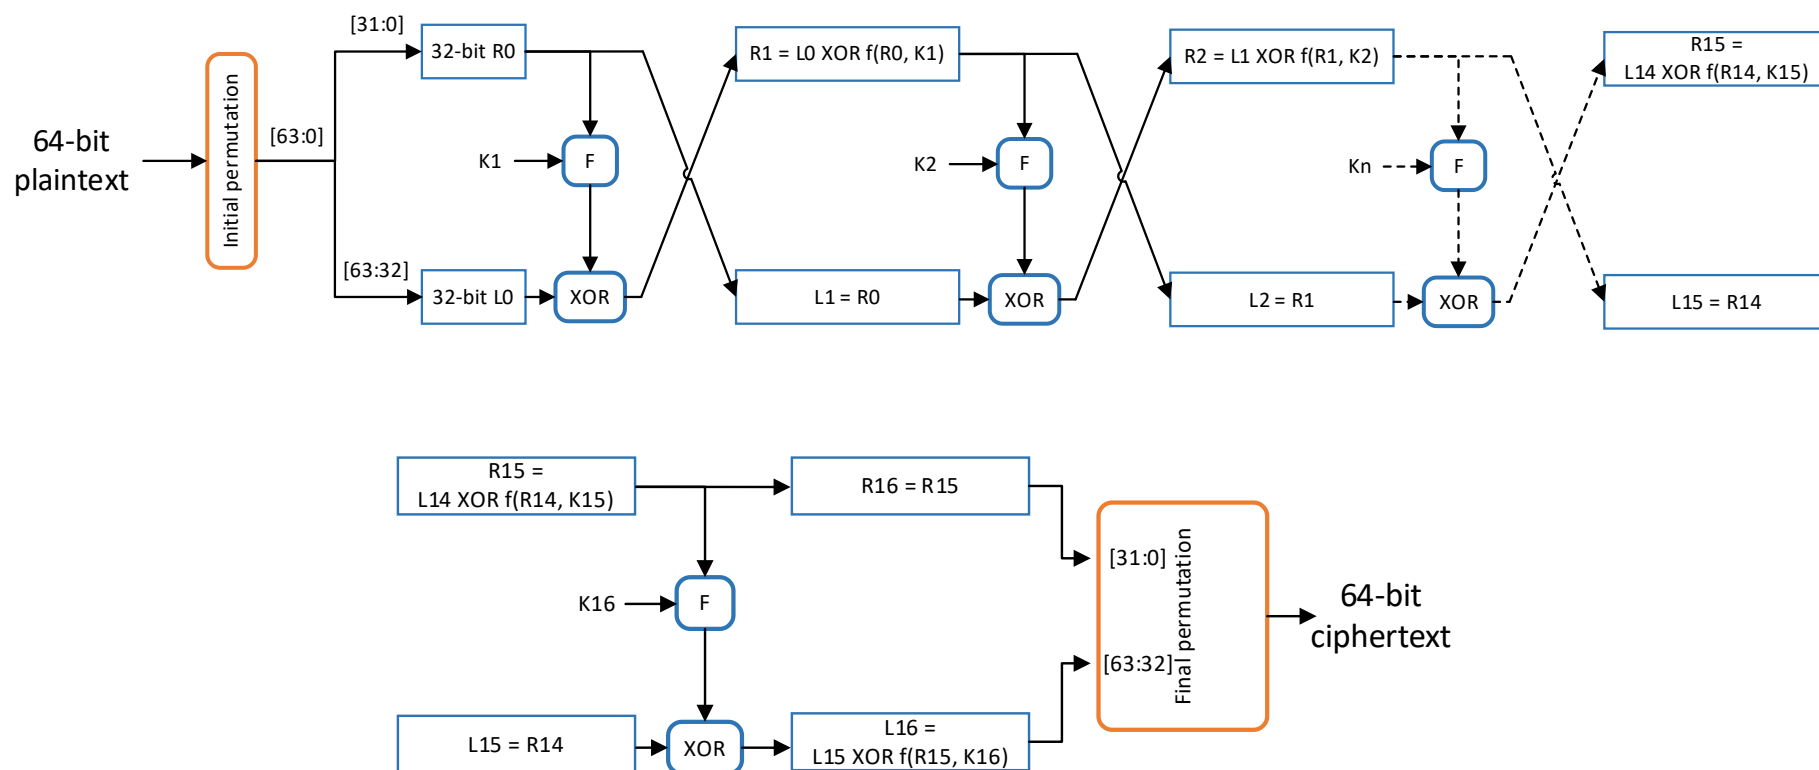 64-bit
plaintext
Initial permutation
[63:0]
[31:0]
32-bit R0
K1
F
[63:32]
32-bit L0
XOR
R1 = L0 XOR f(R0, K1)
K2
F
L1 = R0
XOR
R2 = L1 XOR f(R1, K2)
Kn
F
L2 = R1
XOR
R15 =
L14 XOR f(R14, K15)
L15 = R14
R15 =
L14 XOR f(R14, K15)
R16 = R15
K16
F
L15 = R14
XOR
L16 =
L15 XOR f(R15, K16)
[31:0]
[63:32]
Final permutation
64-bit
ciphertext